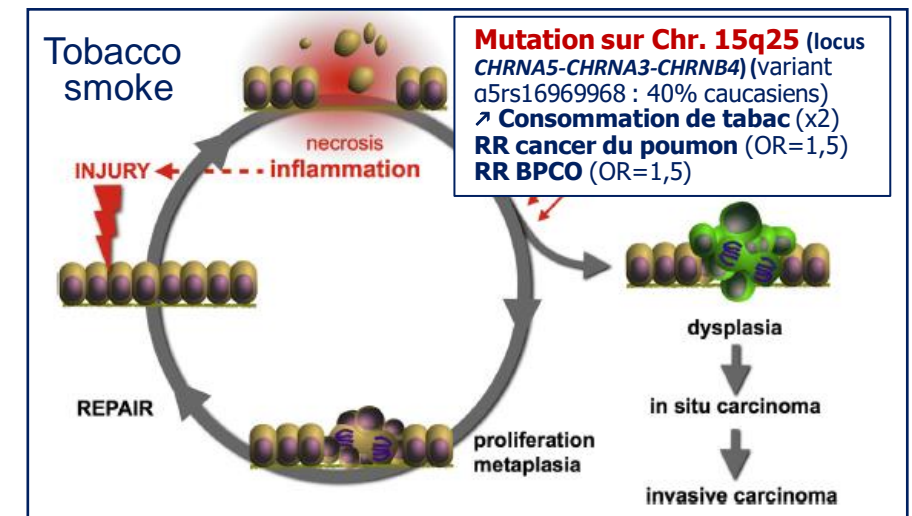 Tobacco
smoke
Mutation sur Chr. 15q25 (locus
CHRNA5-CHRNA3-CHRNB4) (variant
α5rs16969968 : 40% caucasiens)
↗ Consommation de tabac (x2)
RR cancer du poumon (OR=1,5)
RR BPCO (OR=1,5)
necrosis
INJURY
inflammation
dysplasia
REPAIR
in situ carcinoma
proliferation
metaplasia
invasive carcinoma